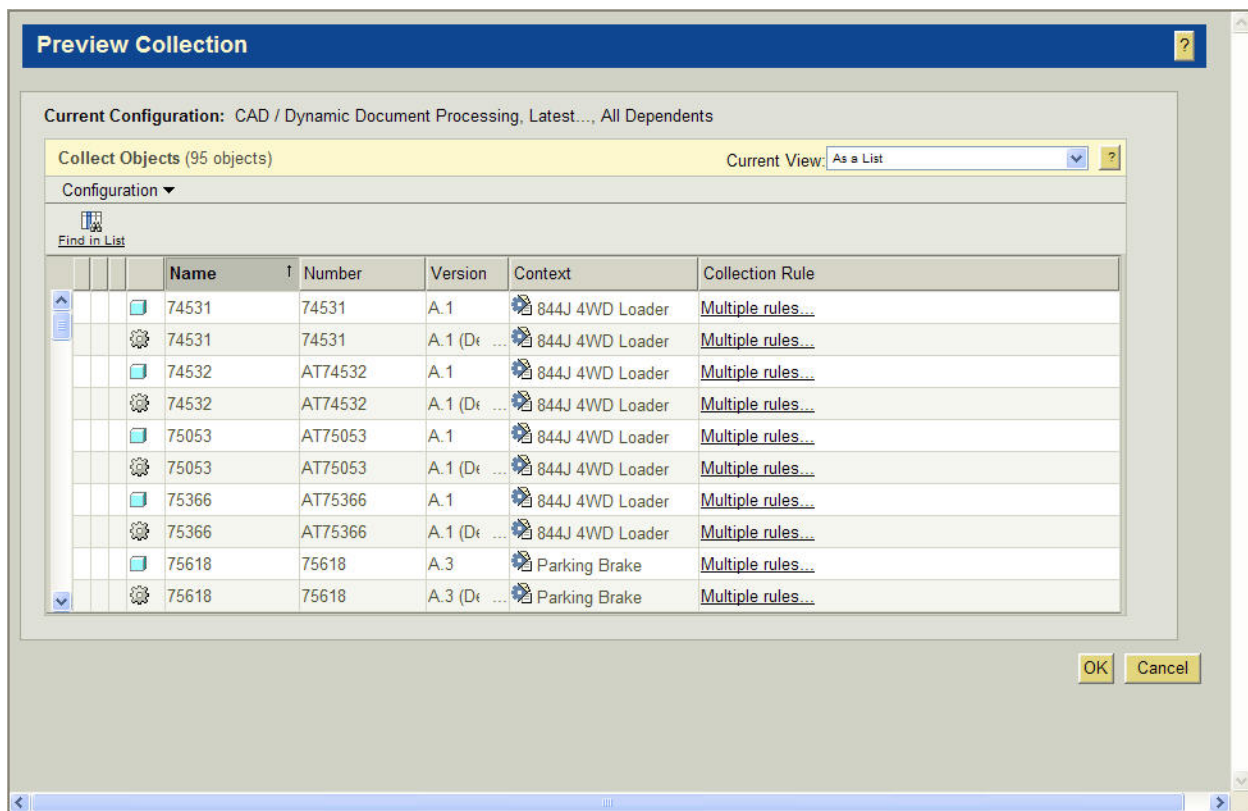 Preview Collection ?
Current Configuration: CAD / Dynamic Document Processing, Latest..., All Dependents
Collect Objects (95 objects) Current View: As a List ?
Configuration
Find in List
Name ↑ Number Version Context Collection Rule
74531 74531 A.1 844J 4WD Loader Multiple rules...
74531 74531 A.1 (De ... 844J 4WD Loader Multiple rules...
74532 AT74532 A.1 844J 4WD Loader Multiple rules...
74532 AT74532 A.1 (De ... 844J 4WD Loader Multiple rules...
75053 AT75053 A.1 844J 4WD Loader Multiple rules...
75053 AT75053 A.1 (De ... 844J 4WD Loader Multiple rules...
75366 AT75366 A.1 844J 4WD Loader Multiple rules...
75366 AT75366 A.1 (De ... 844J 4WD Loader Multiple rules...
75618 75618 A.3 Parking Brake Multiple rules...
75618 75618 A.3 (De ... Parking Brake Multiple rules...
OK Cancel